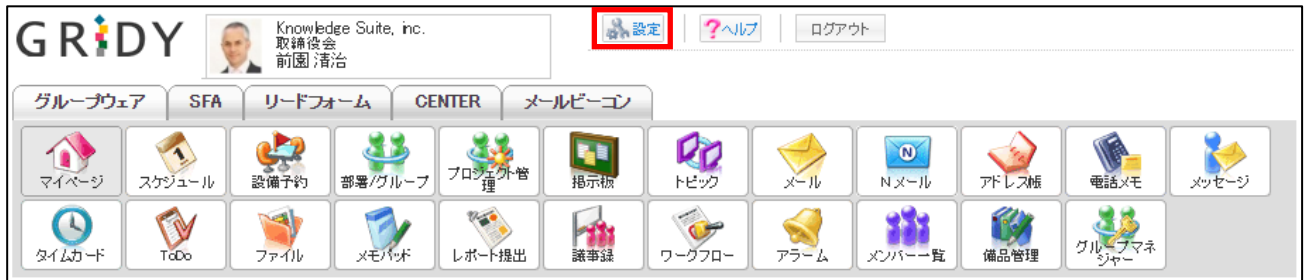 GRiDY
Knowledge Suite, inc.
取締役会
前園 清治
設定
?ヘルプ
ログアウト
グループウェア
SFA
リードフォーム
CENTER
メールビーコン
マイページ
スケジュール
設備予約
部署/グループ
プロジェクト管
理
掲示板
トピック
メール
Nメール
アドレス帳
電話メモ
メッセージ
タイムカード
ToDo
ファイル
メモパッド
レポート提出
議事録
ワークフロー
アラーム
メンバー一覧
備品管理
グループマネ
ジャー